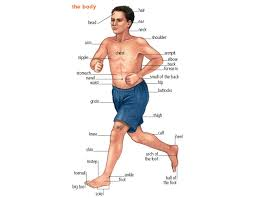 the body
hair
head
ear
neck
shoulder
arm
chest
nipple
armpit
elbow
back
forearm
stomach
navel
waist
small of the back
hip
buttocks
groin
thigh
knee
calf
heel
shin
instep
arch of
the foot
toenail
ankle
foot
big toe
sole
ball of
the foot